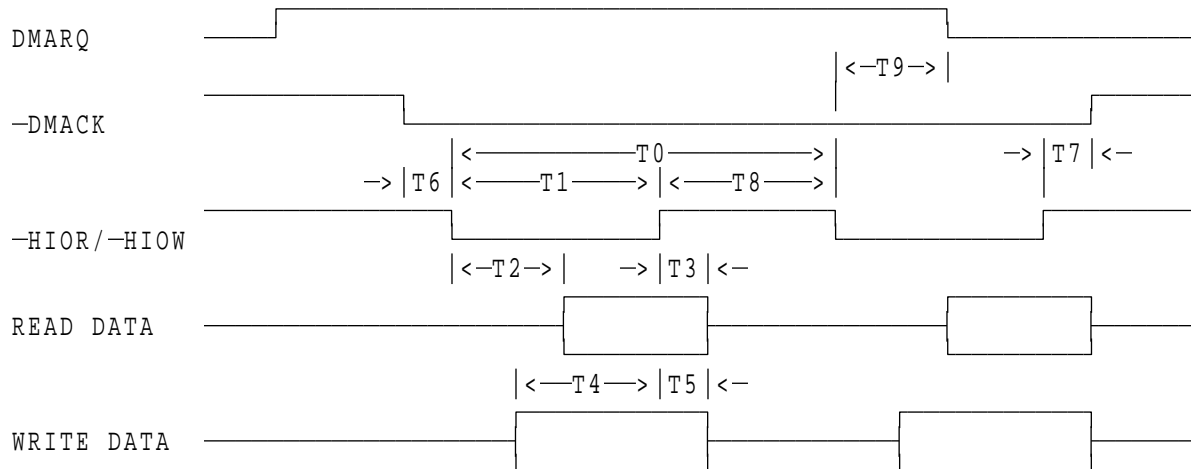 DMARQ
|<—T9—>|
—DMACK
|<————T0————>| —>|T7|<—
—>|T6|<——T1——>|<——T8——>|
—HIOR/—HIOW
|<—T2—>| —>|T3|<—
READ DATA
|<——T4——>|T5|<—
WRITE DATA